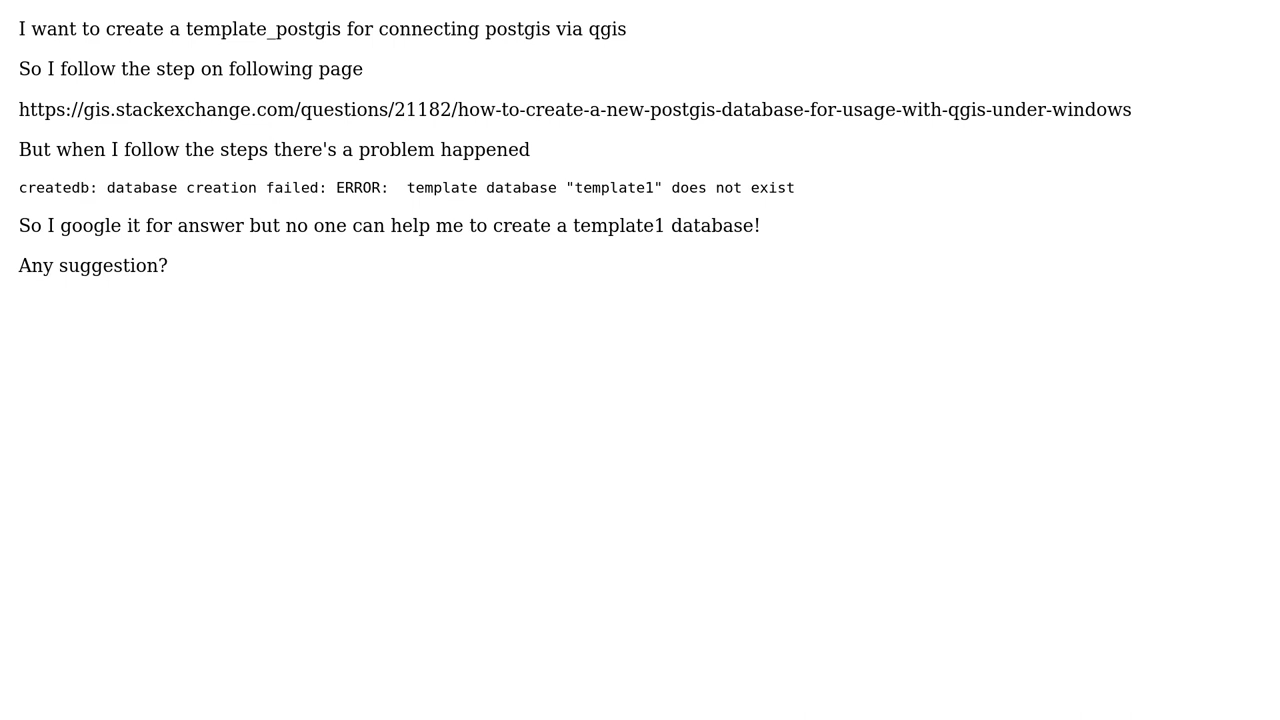 I want to create a template_postgis for connecting postgis via qgis
So I follow the step on following page
https://gis.stackexchange.com/questions/21182/how-to-create-a-new-postgis-database-for-usage-with-qgis-under-windows
But when I follow the steps there's a problem happened
createdb: database creation failed: ERROR:  template database "template1" does not exist
So I google it for answer but no one can help me to create a template1 database!
Any suggestion?